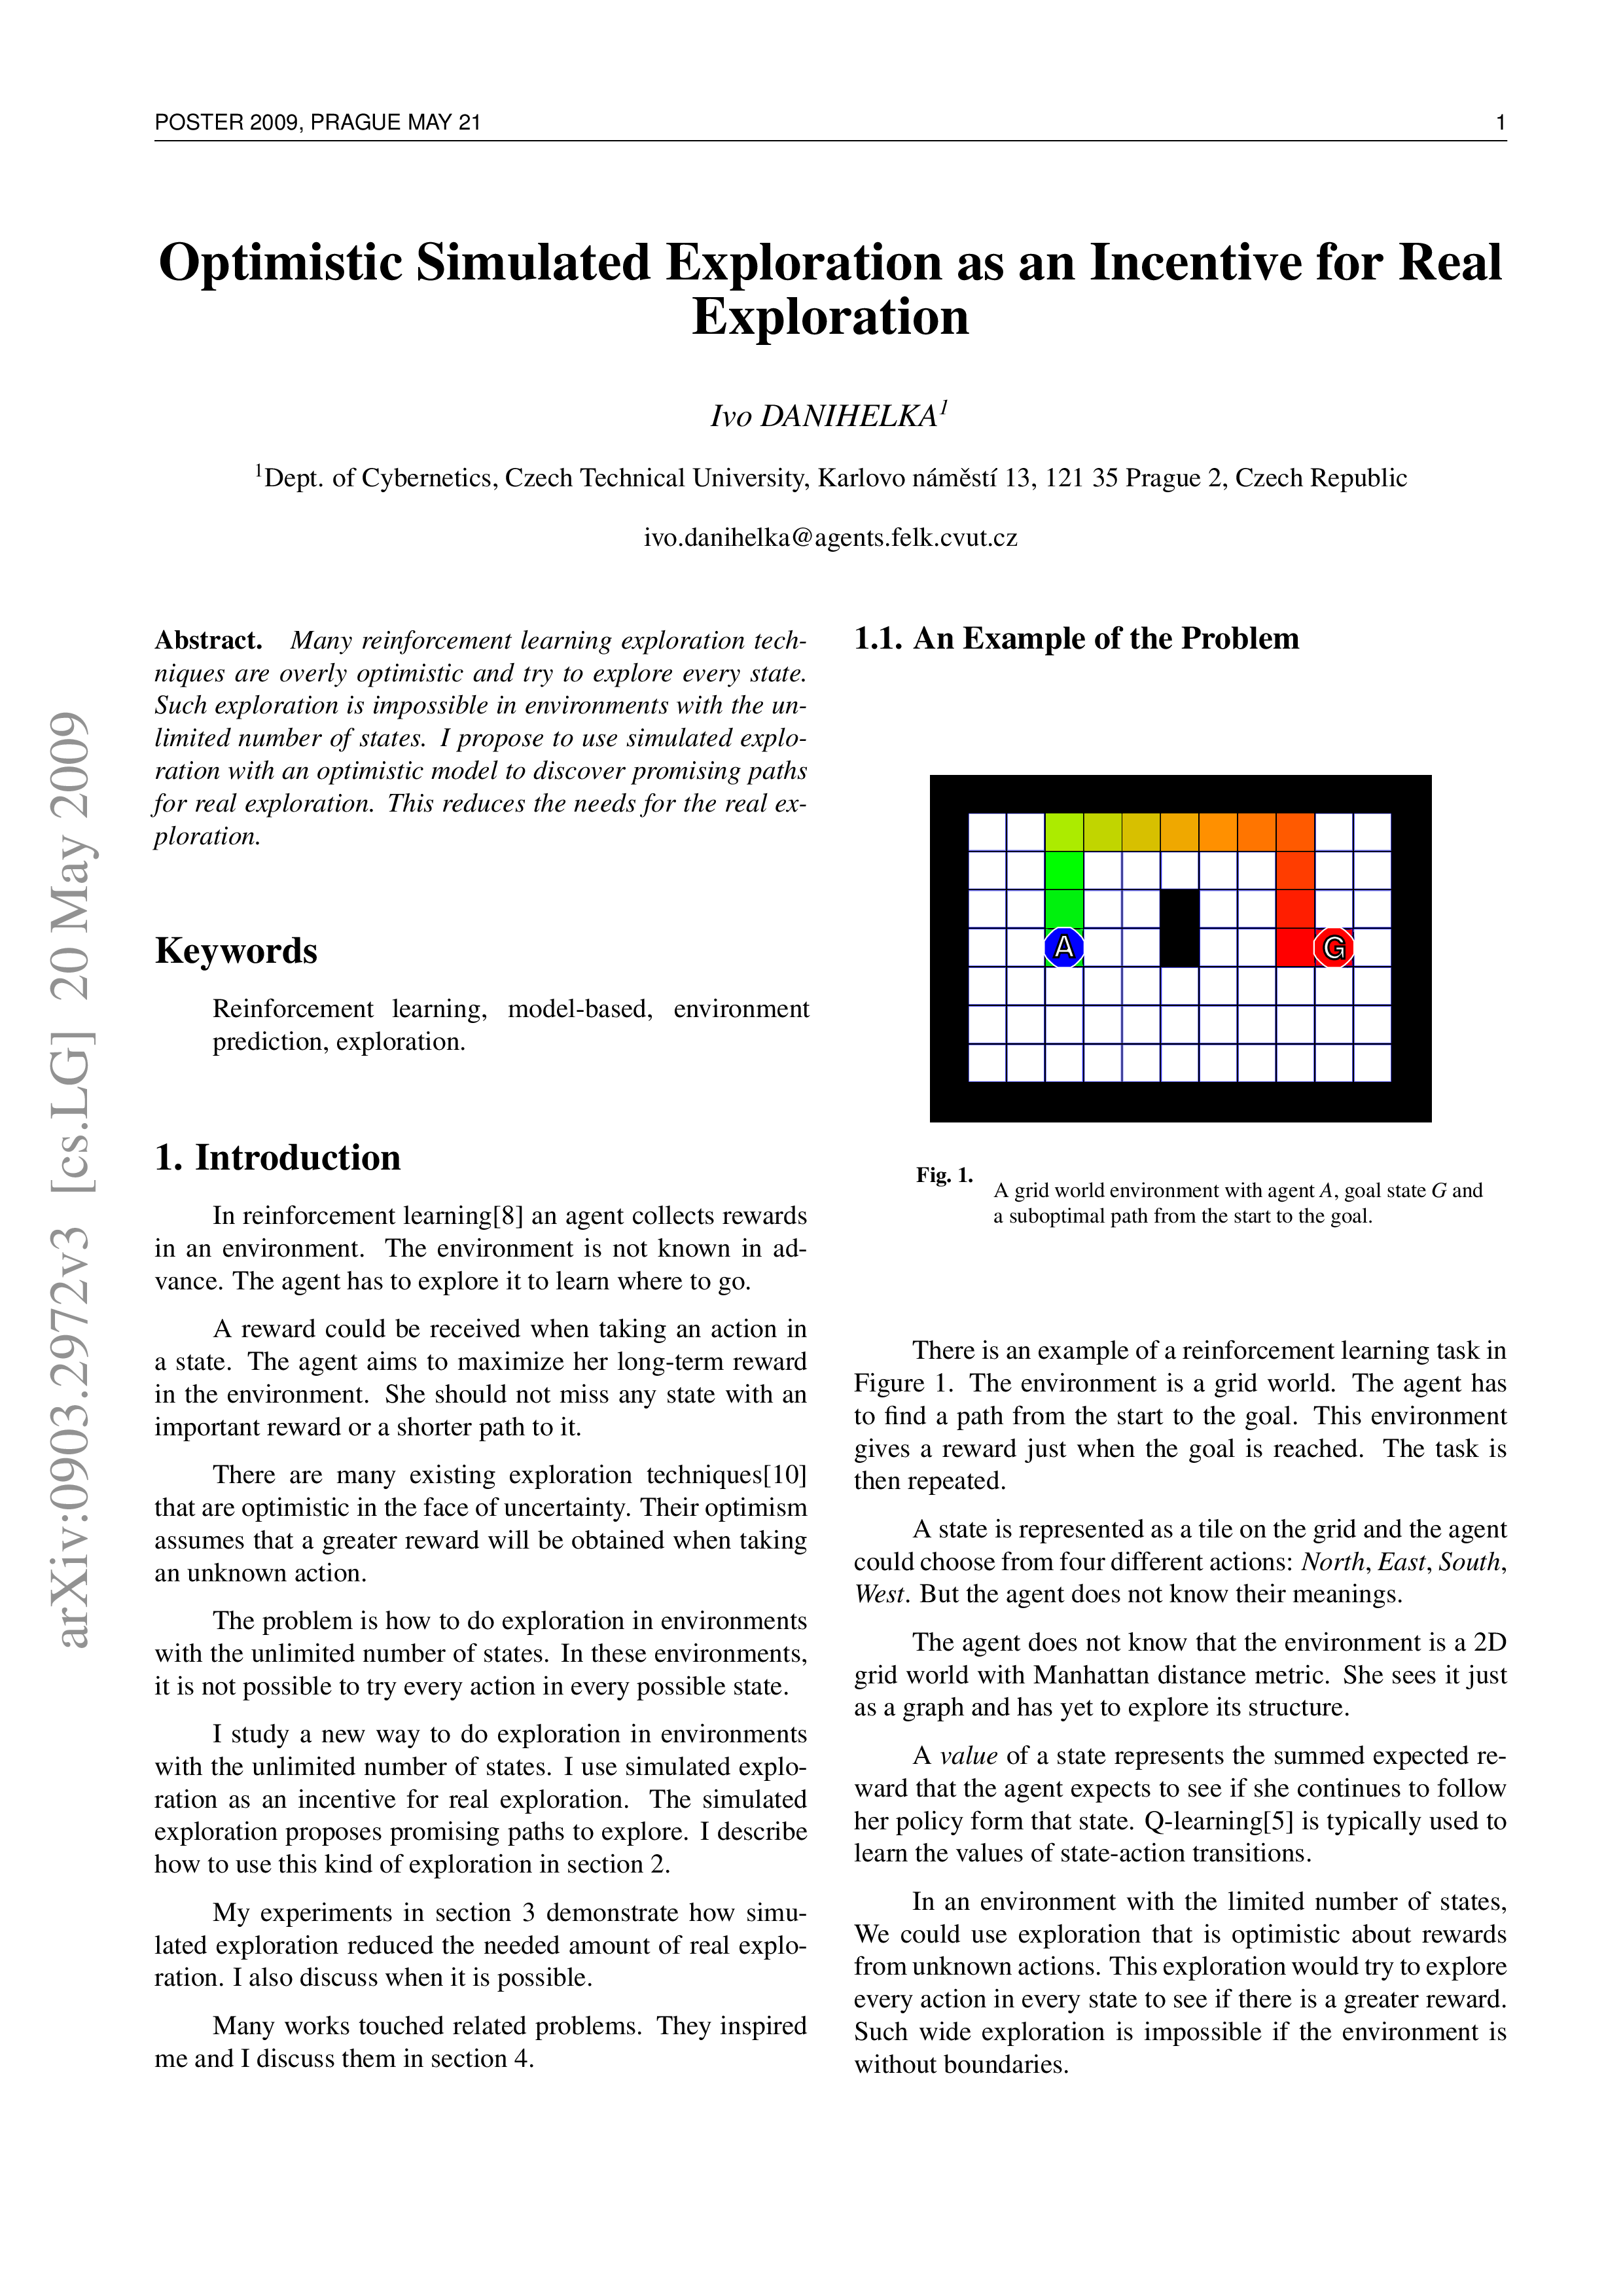 POSTER 2009, PRAGUE MAY 21 1
Optimistic Simulated Exploration as an Incentive for Real
Exploration
Ivo DANIHELKA1
1Dept. of Cybernetics, Czech Technical University, Karlovo náměstí 13, 121 35 Prague 2, Czech Republic
ivo.danihelka@agents.felk.cvut.cz
arXiv:0903.2972v3 [cs.LG] 20 May 2009
Abstract. Many reinforcement learning exploration tech-
niques are overly optimistic and try to explore every state.
Such exploration is impossible in environments with the un-
limited number of states. I propose to use simulated explo-
ration with an optimistic model to discover promising paths
for real exploration. This reduces the needs for the real ex-
ploration.
Keywords
Reinforcement learning, model-based, environment
prediction, exploration.
1. Introduction
In reinforcement learning[8] an agent collects rewards
in an environment. The environment is not known in ad-
vance. The agent has to explore it to learn where to go.
A reward could be received when taking an action in
a state. The agent aims to maximize her long-term reward
in the environment. She should not miss any state with an
important reward or a shorter path to it.
There are many existing exploration techniques[10]
that are optimistic in the face of uncertainty. Their optimism
assumes that a greater reward will be obtained when taking
an unknown action.
The problem is how to do exploration in environments
with the unlimited number of states. In these environments,
it is not possible to try every action in every possible state.
I study a new way to do exploration in environments
with the unlimited number of states. I use simulated explo-
ration as an incentive for real exploration. The simulated
exploration proposes promising paths to explore. I describe
how to use this kind of exploration in section 2.
My experiments in section 3 demonstrate how simu-
lated exploration reduced the needed amount of real explo-
ration. I also discuss when it is possible.
Many works touched related problems. They inspired
me and I discuss them in section 4.
1.1. An Example of the Problem
A G
Fig. 1. A grid world environment with agent A, goal state G and
a suboptimal path from the start to the goal.
There is an example of a reinforcement learning task in
Figure 1. The environment is a grid world. The agent has
to find a path from the start to the goal. This environment
gives a reward just when the goal is reached. The task is
then repeated.
A state is represented as a tile on the grid and the agent
could choose from four different actions: North, East, South,
West. But the agent does not know their meanings.
The agent does not know that the environment is a 2D
grid world with Manhattan distance metric. She sees it just
as a graph and has yet to explore its structure.
A value of a state represents the summed expected re-
ward that the agent expects to see if she continues to follow
her policy form that state. Q-learning[5] is typically used to
learn the values of state-action transitions.
In an environment with the limited number of states,
We could use exploration that is optimistic about rewards
from unknown actions. This exploration would try to explore
every action in every state to see if there is a greater reward.
Such wide exploration is impossible if the environment is
without boundaries.